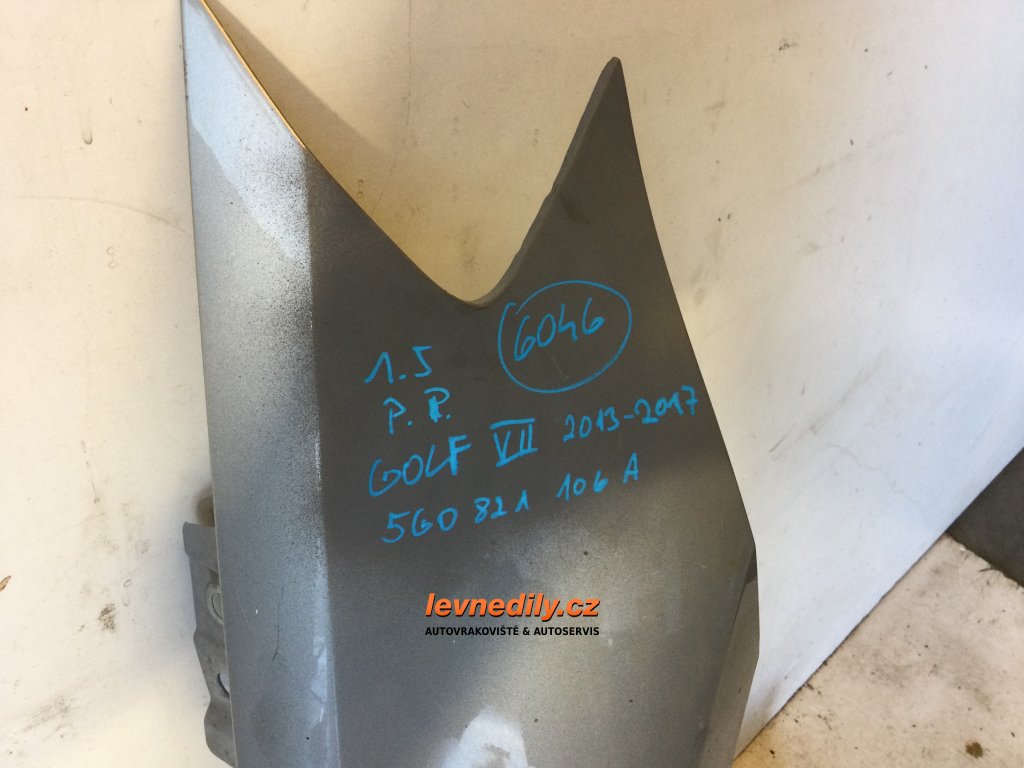 6046
1.5
P.P.
GOLF VII 2013-2017
5G0 821 106 A
levnedily.cz
AUTOVRAKOVIŠTĚ & AUTOSERVIS